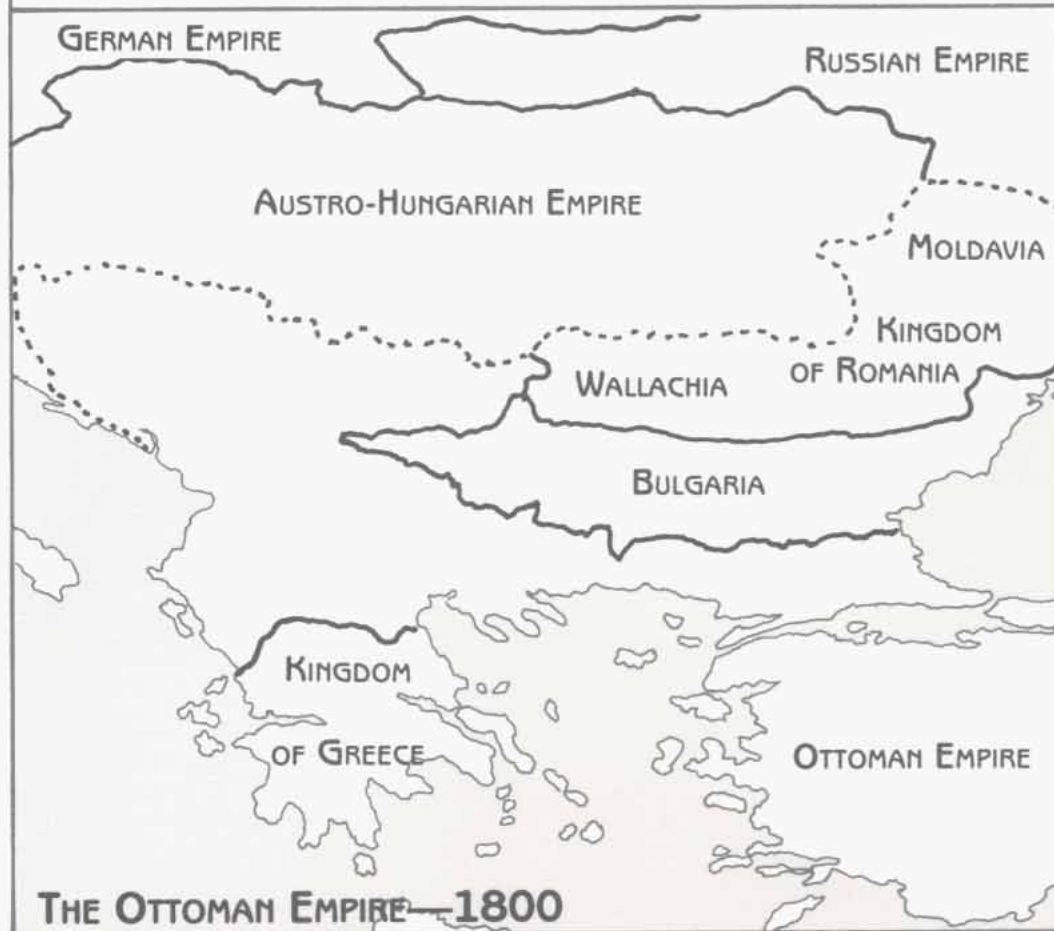 GERMAN EMPIRE
RUSSIAN EMPIRE
AUSTRO-HUNGARIAN EMPIRE
MOLDAVIA
KINGDOM
OF ROMANIA
WALLACHIA
BULGARIA
KINGDOM
OF GREECE
OTTOMAN EMPIRE
THE OTTOMAN EMPIRE—1800